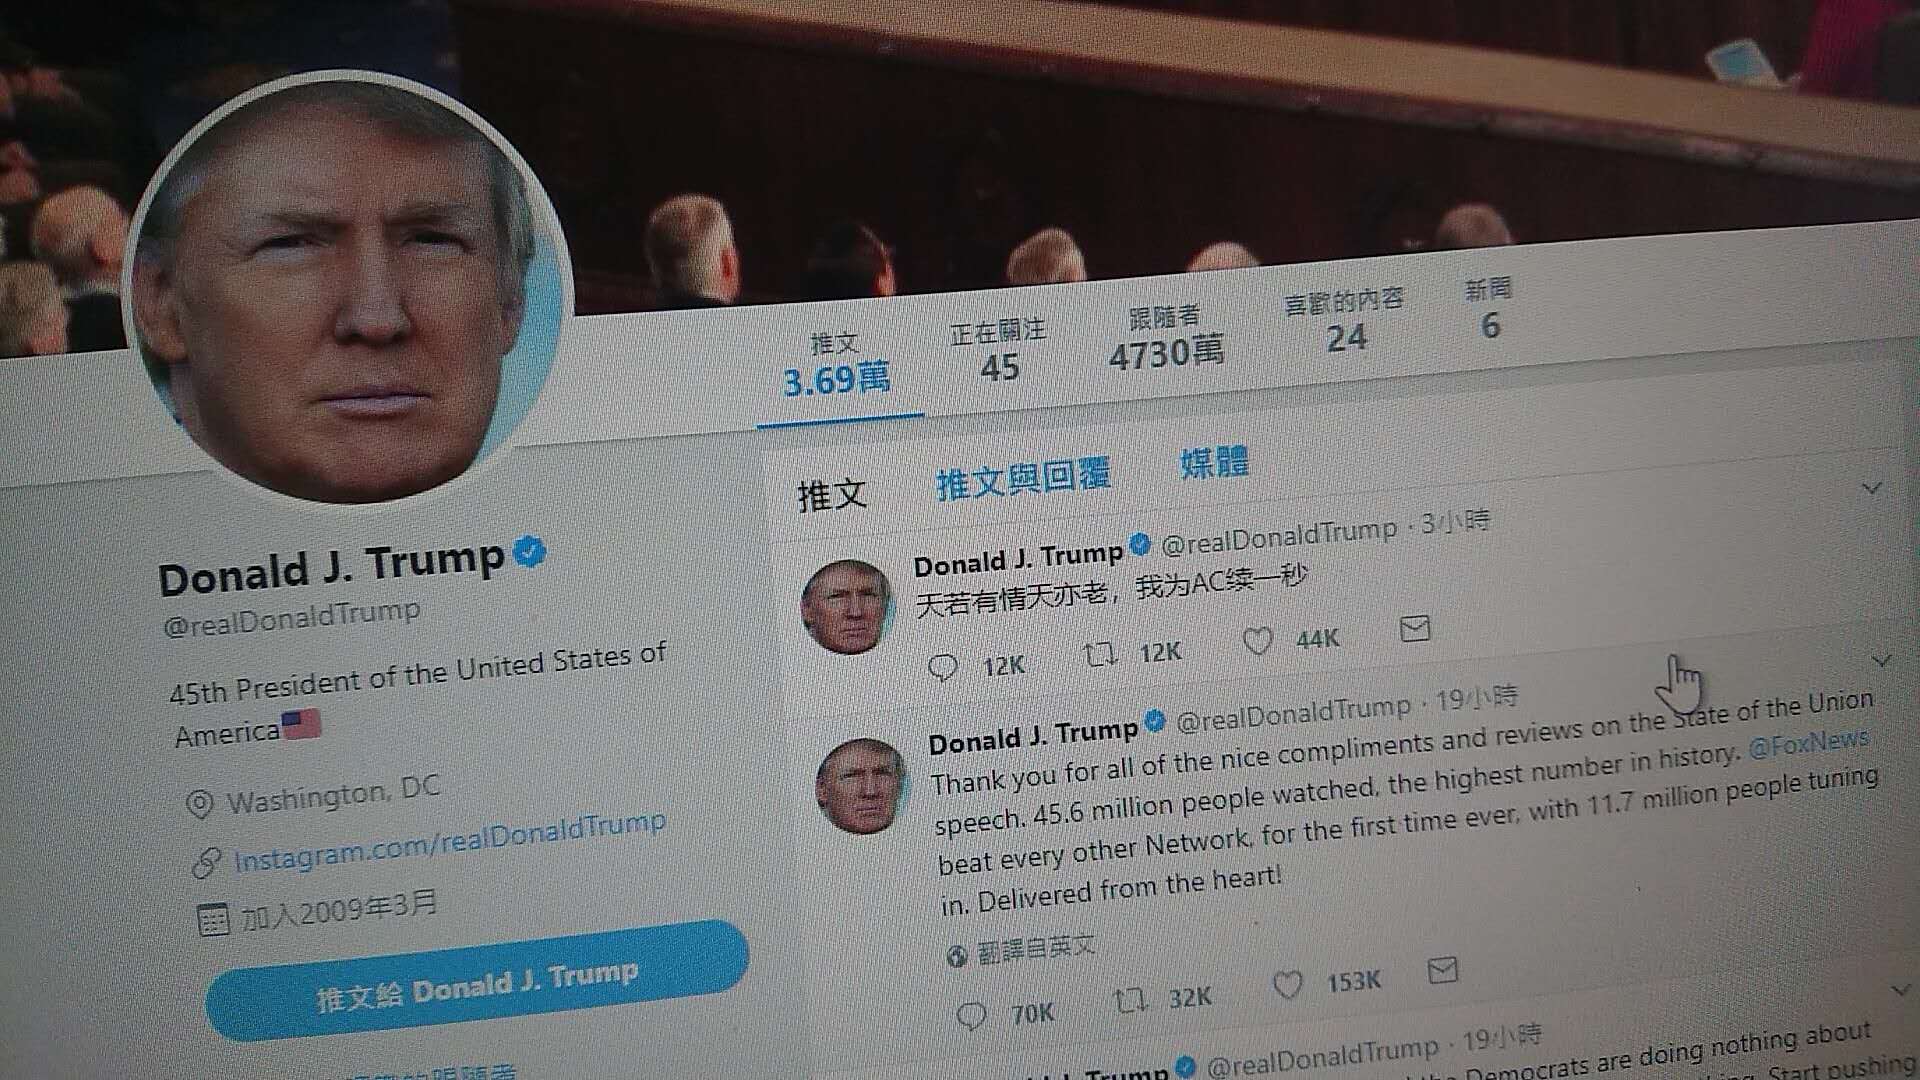 推文 正在關注 跟隨者 喜歡的內容 新聞
3.69萬 45 4730萬 24 6
Donald J. Trump
@realDonaldTrump
45th President of the United States of
America
Washington, DC
Instagram.com/realDonaldTrump
加入2009年3月
推文給 Donald J. Trump
推文 推文與回覆 媒體
Donald J. Trump @realDonaldTrump · 3小時
天若有情天亦老，我为AC续一秒
12K 12K 44K
Donald J. Trump @realDonaldTrump · 19小時
Thank you for all of the nice compliments and reviews on the State of the Union
speech. 45.6 million people watched, the highest number in history. @FoxNews
beat every other Network, for the first time ever, with 11.7 million people tuning
in. Delivered from the heart!
翻譯自英文
70K 32K 153K
Trump @realDonaldTrump · 19小時
Democrats are doing nothing about
Start pushing